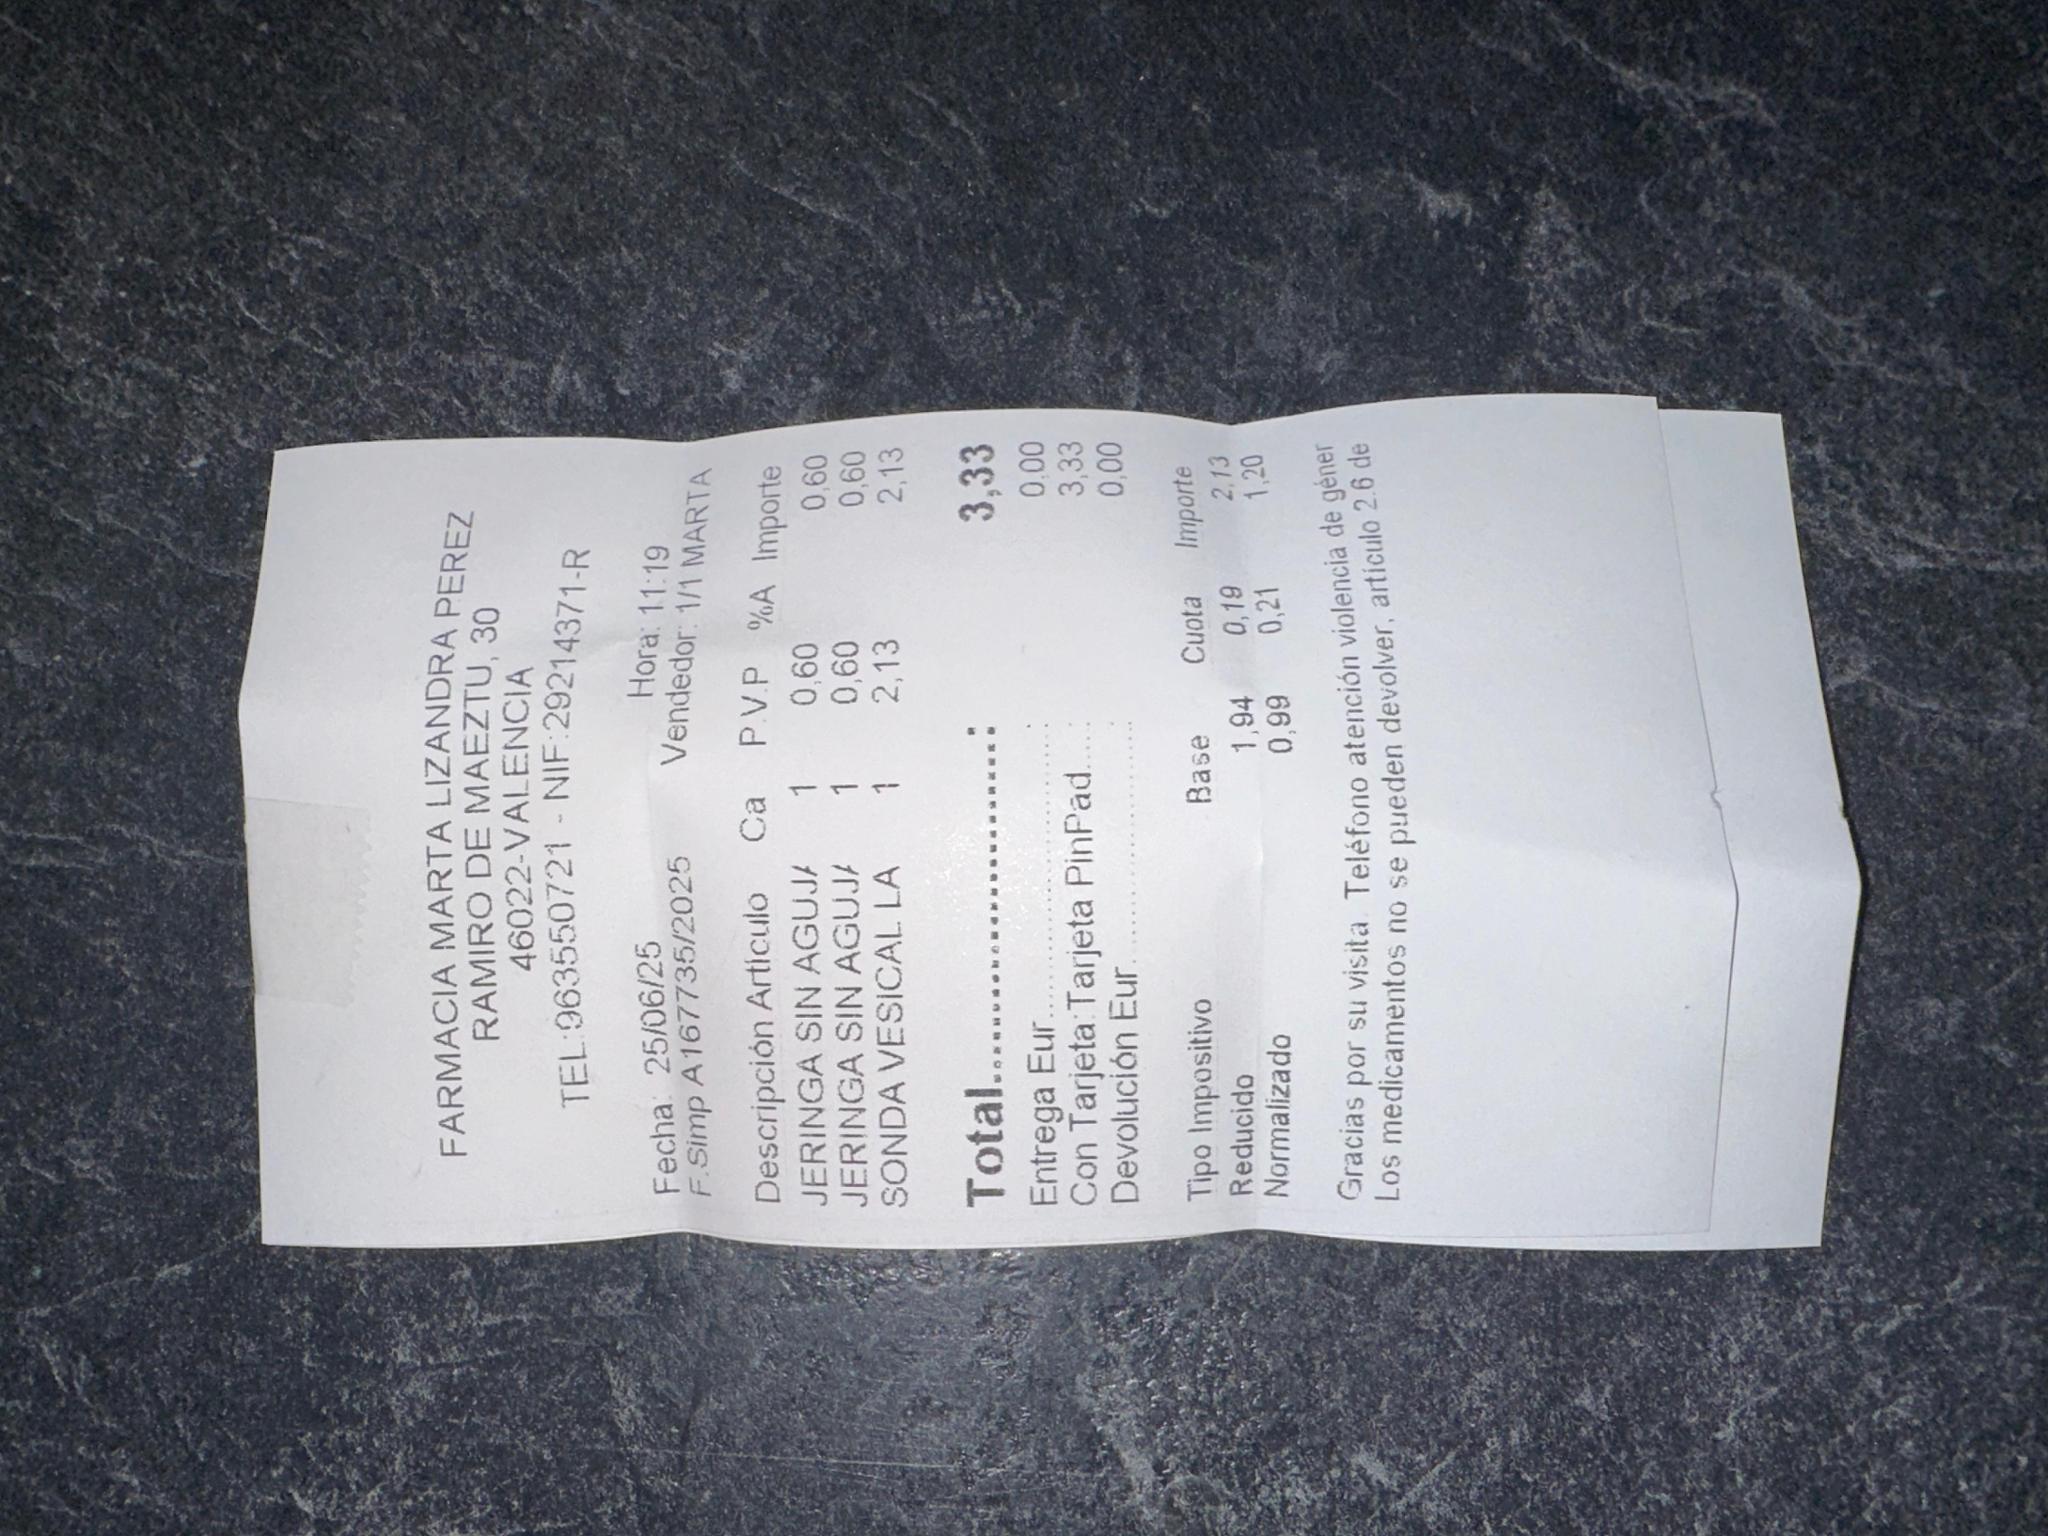 FARMACIA MARTA LIZANDRA PEREZ
RAMIRO DE MAEZTU, 30
46022-VALENCIA
TEL:963550721 - NIF:29214371-R
Fecha: 25/06/25 Hora: 11:19
F.Simp A167735/2025 Vendedor: 1/1 MARTA
Descripción Artículo Ca P.V.P %A Importe
JERINGA SIN AGUJA 1 0,60 0,60
JERINGA SIN AGUJA 1 0,60 0,60
SONDA VESICAL LA 1 2,13 2,13
Total................................ 3,33
Entrega Eur................................ 0,00
Con Tarjeta:Tarjeta PinPad...... 3,33
Devolución Eur......................... 0,00
Tipo Impositivo Base Cuota Importe
Reducido 1,94 0,19 2,13
Normalizado 0,99 0,21 1,20
Gracias por su visita. Teléfono atención violencia de géner
Los medicamentos no se pueden devolver, artículo 2.6 de